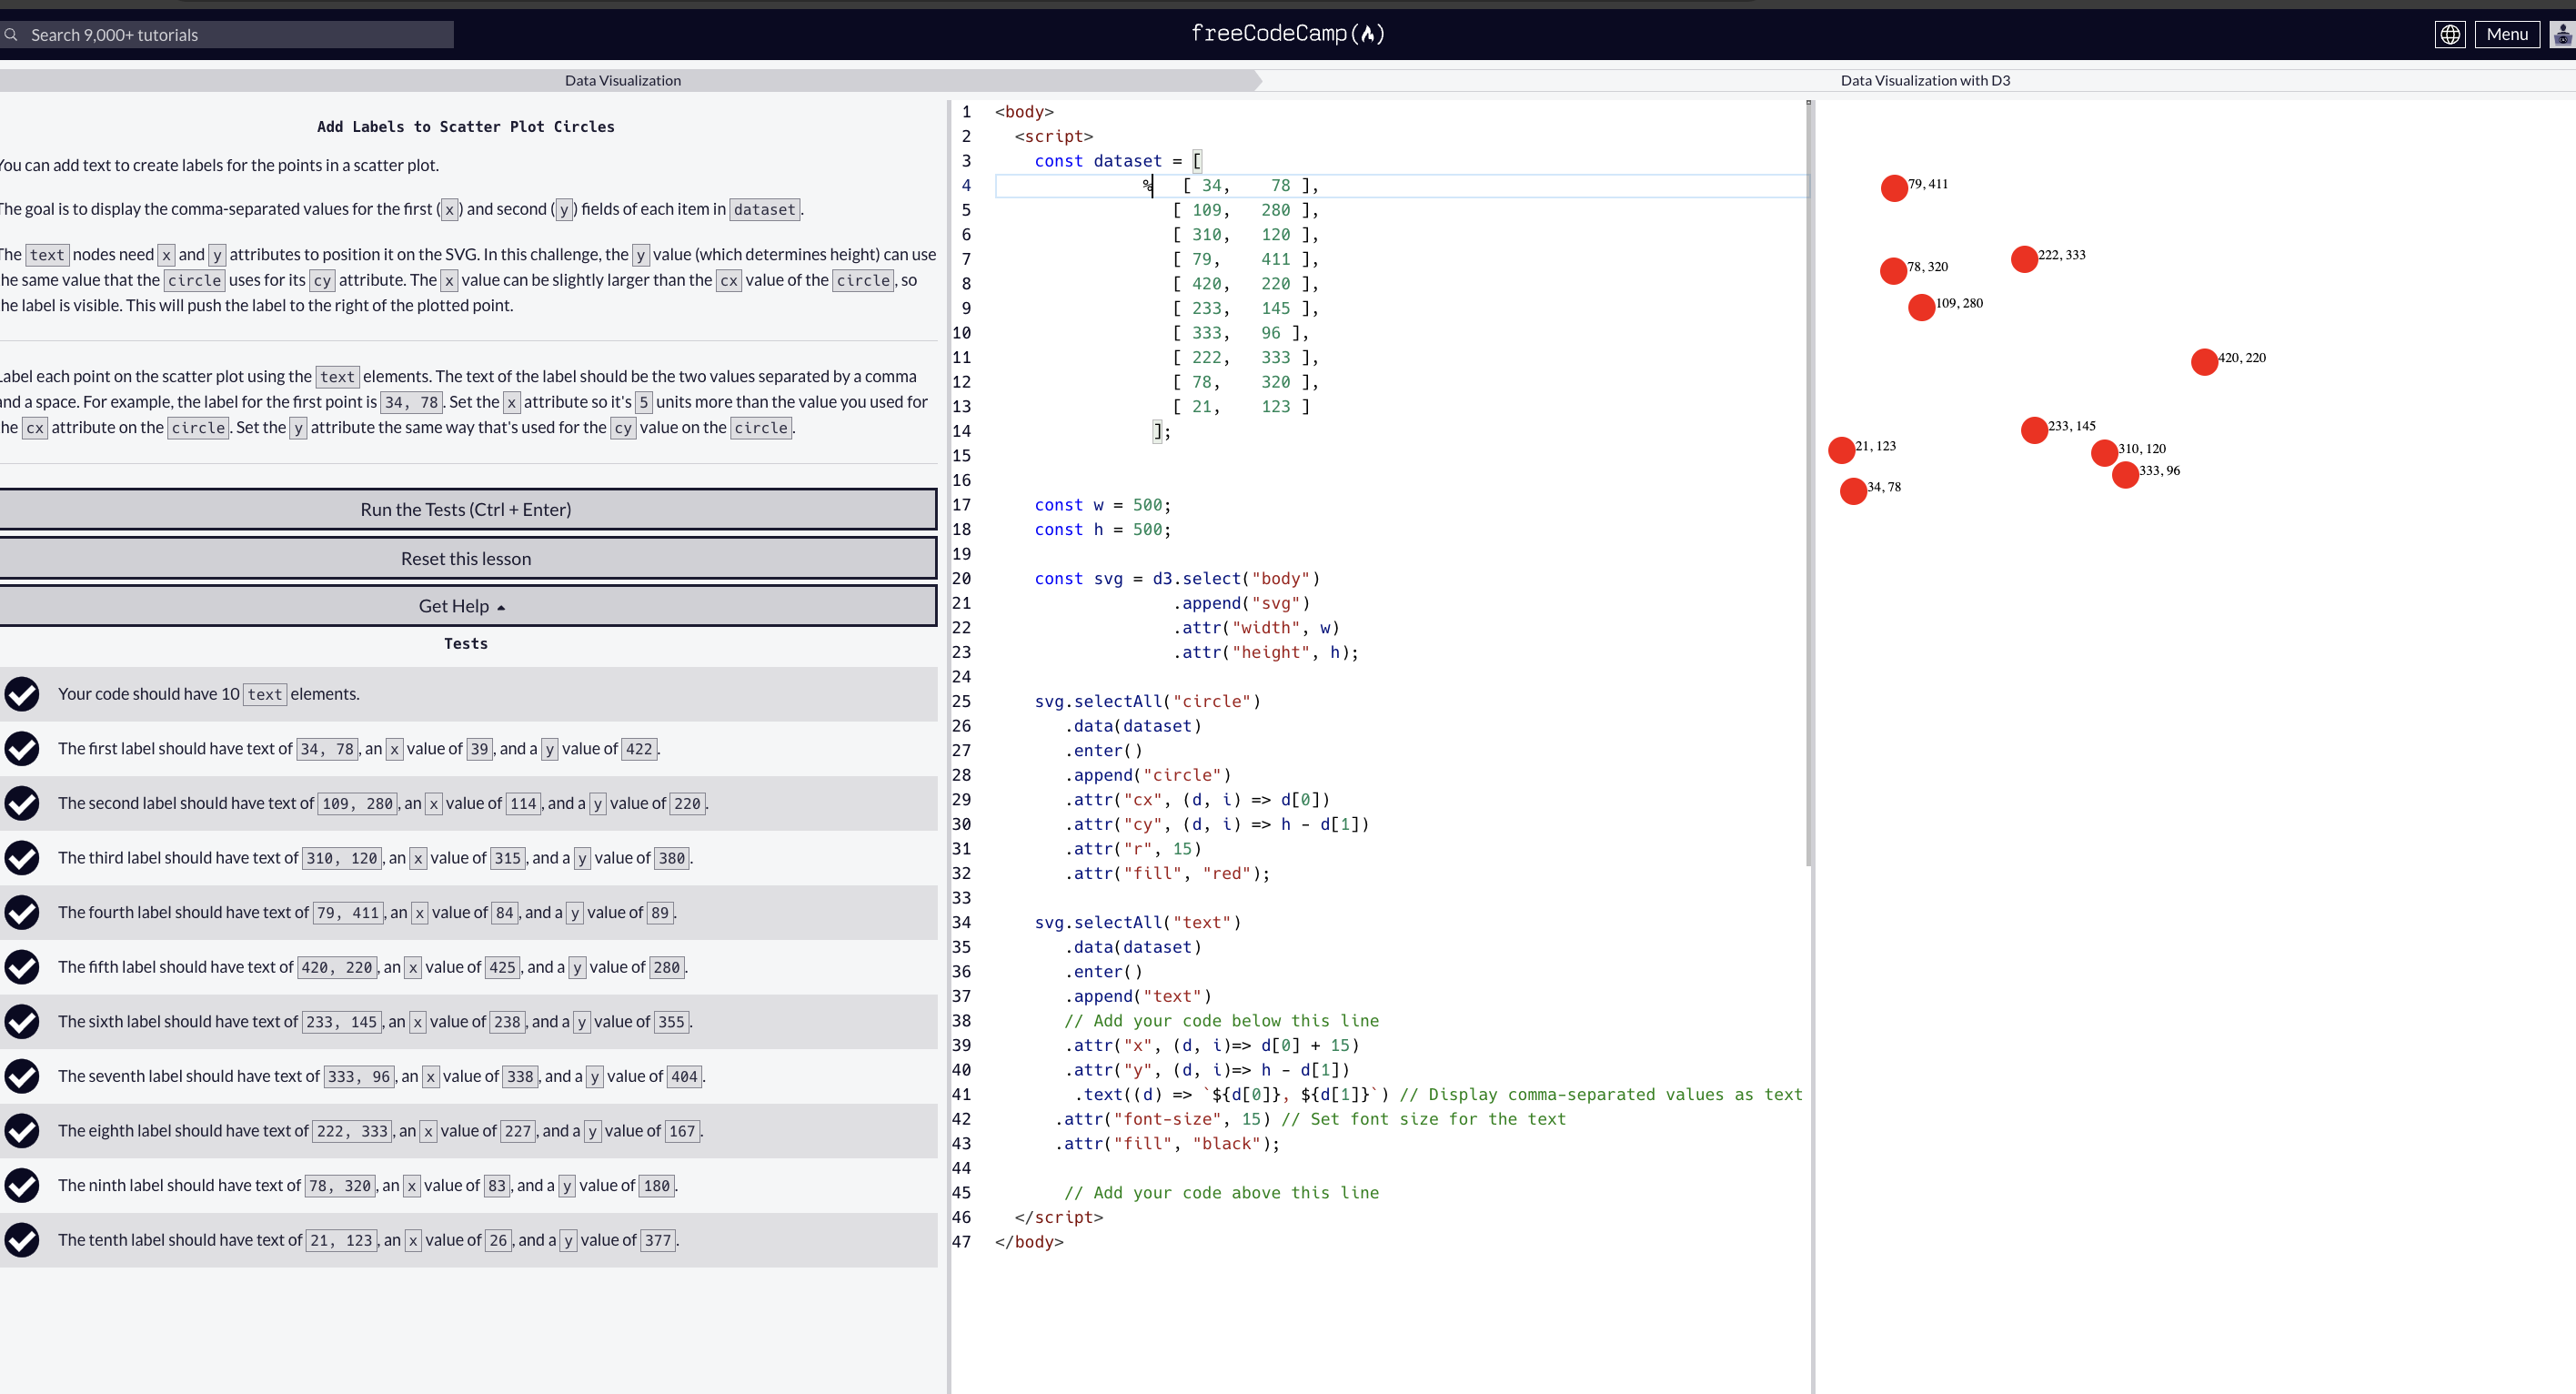 Search 9,000+ tutorials
freeCodeCamp
Menu
Data Visualization
Data Visualization with D3
Add Labels to Scatter Plot Circles
You can add text to create labels for the points in a scatter plot.
The goal is to display the comma-separated values for the first (x) and second (y) fields of each item in dataset.
The text nodes need x and y attributes to position it on the SVG. In this challenge, the y value (which determines height) can use
the same value that the circle uses for its cy attribute. The x value can be slightly larger than the cx value of the circle, so
the label is visible. This will push the label to the right of the plotted point.
Label each point on the scatter plot using the text elements. The text of the label should be the two values separated by a comma
and a space. For example, the label for the first point is 34, 78. Set the x attribute so it's 5 units more than the value you used for
the cx attribute on the circle. Set the y attribute the same way that's used for the cy value on the circle.
Run the Tests (Ctrl + Enter)
Reset this lesson
Get Help
Tests
Your code should have 10 text elements.
The first label should have text of 34, 78, an x value of 39, and a y value of 422.
The second label should have text of 109, 280, an x value of 114, and a y value of 220.
The third label should have text of 310, 120, an x value of 315, and a y value of 380.
The fourth label should have text of 79, 411, an x value of 84, and a y value of 89.
The fifth label should have text of 420, 220, an x value of 425, and a y value of 280.
The sixth label should have text of 233, 145, an x value of 238, and a y value of 355.
The seventh label should have text of 333, 96, an x value of 338, and a y value of 404.
The eighth label should have text of 222, 333, an x value of 227, and a y value of 167.
The ninth label should have text of 78, 320, an x value of 83, and a y value of 180.
The tenth label should have text of 21, 123, an x value of 26, and a y value of 377.
1 <body>
2 <script>
3 const dataset = [
4 % [ 34, 78 ],
5 [ 109, 280 ],
6 [ 310, 120 ],
7 [ 79, 411 ],
8 [ 420, 220 ],
9 [ 233, 145 ],
10 [ 333, 96 ],
11 [ 222, 333 ],
12 [ 78, 320 ],
13 [ 21, 123 ]
14 ];
15
16
17 const w = 500;
18 const h = 500;
19
20 const svg = d3.select("body")
21 .append("svg")
22 .attr("width", w)
23 .attr("height", h);
24
25 svg.selectAll("circle")
26 .data(dataset)
27 .enter()
28 .append("circle")
29 .attr("cx", (d, i) => d[0])
30 .attr("cy", (d, i) => h - d[1])
31 .attr("r", 15)
32 .attr("fill", "red");
33
34 svg.selectAll("text")
35 .data(dataset)
36 .enter()
37 .append("text")
38 // Add your code below this line
39 .attr("x", (d, i)=> d[0] + 15)
40 .attr("y", (d, i)=> h - d[1])
41 .text((d) => `${d[0]}, ${d[1]}`) // Display comma-separated values as text
42 .attr("font-size", 15) // Set font size for the text
43 .attr("fill", "black");
44
45 // Add your code above this line
46 </script>
47 </body>
79, 411
222, 333
78, 320
109, 280
420, 220
233, 145
21, 123
310, 120
333, 96
34, 78